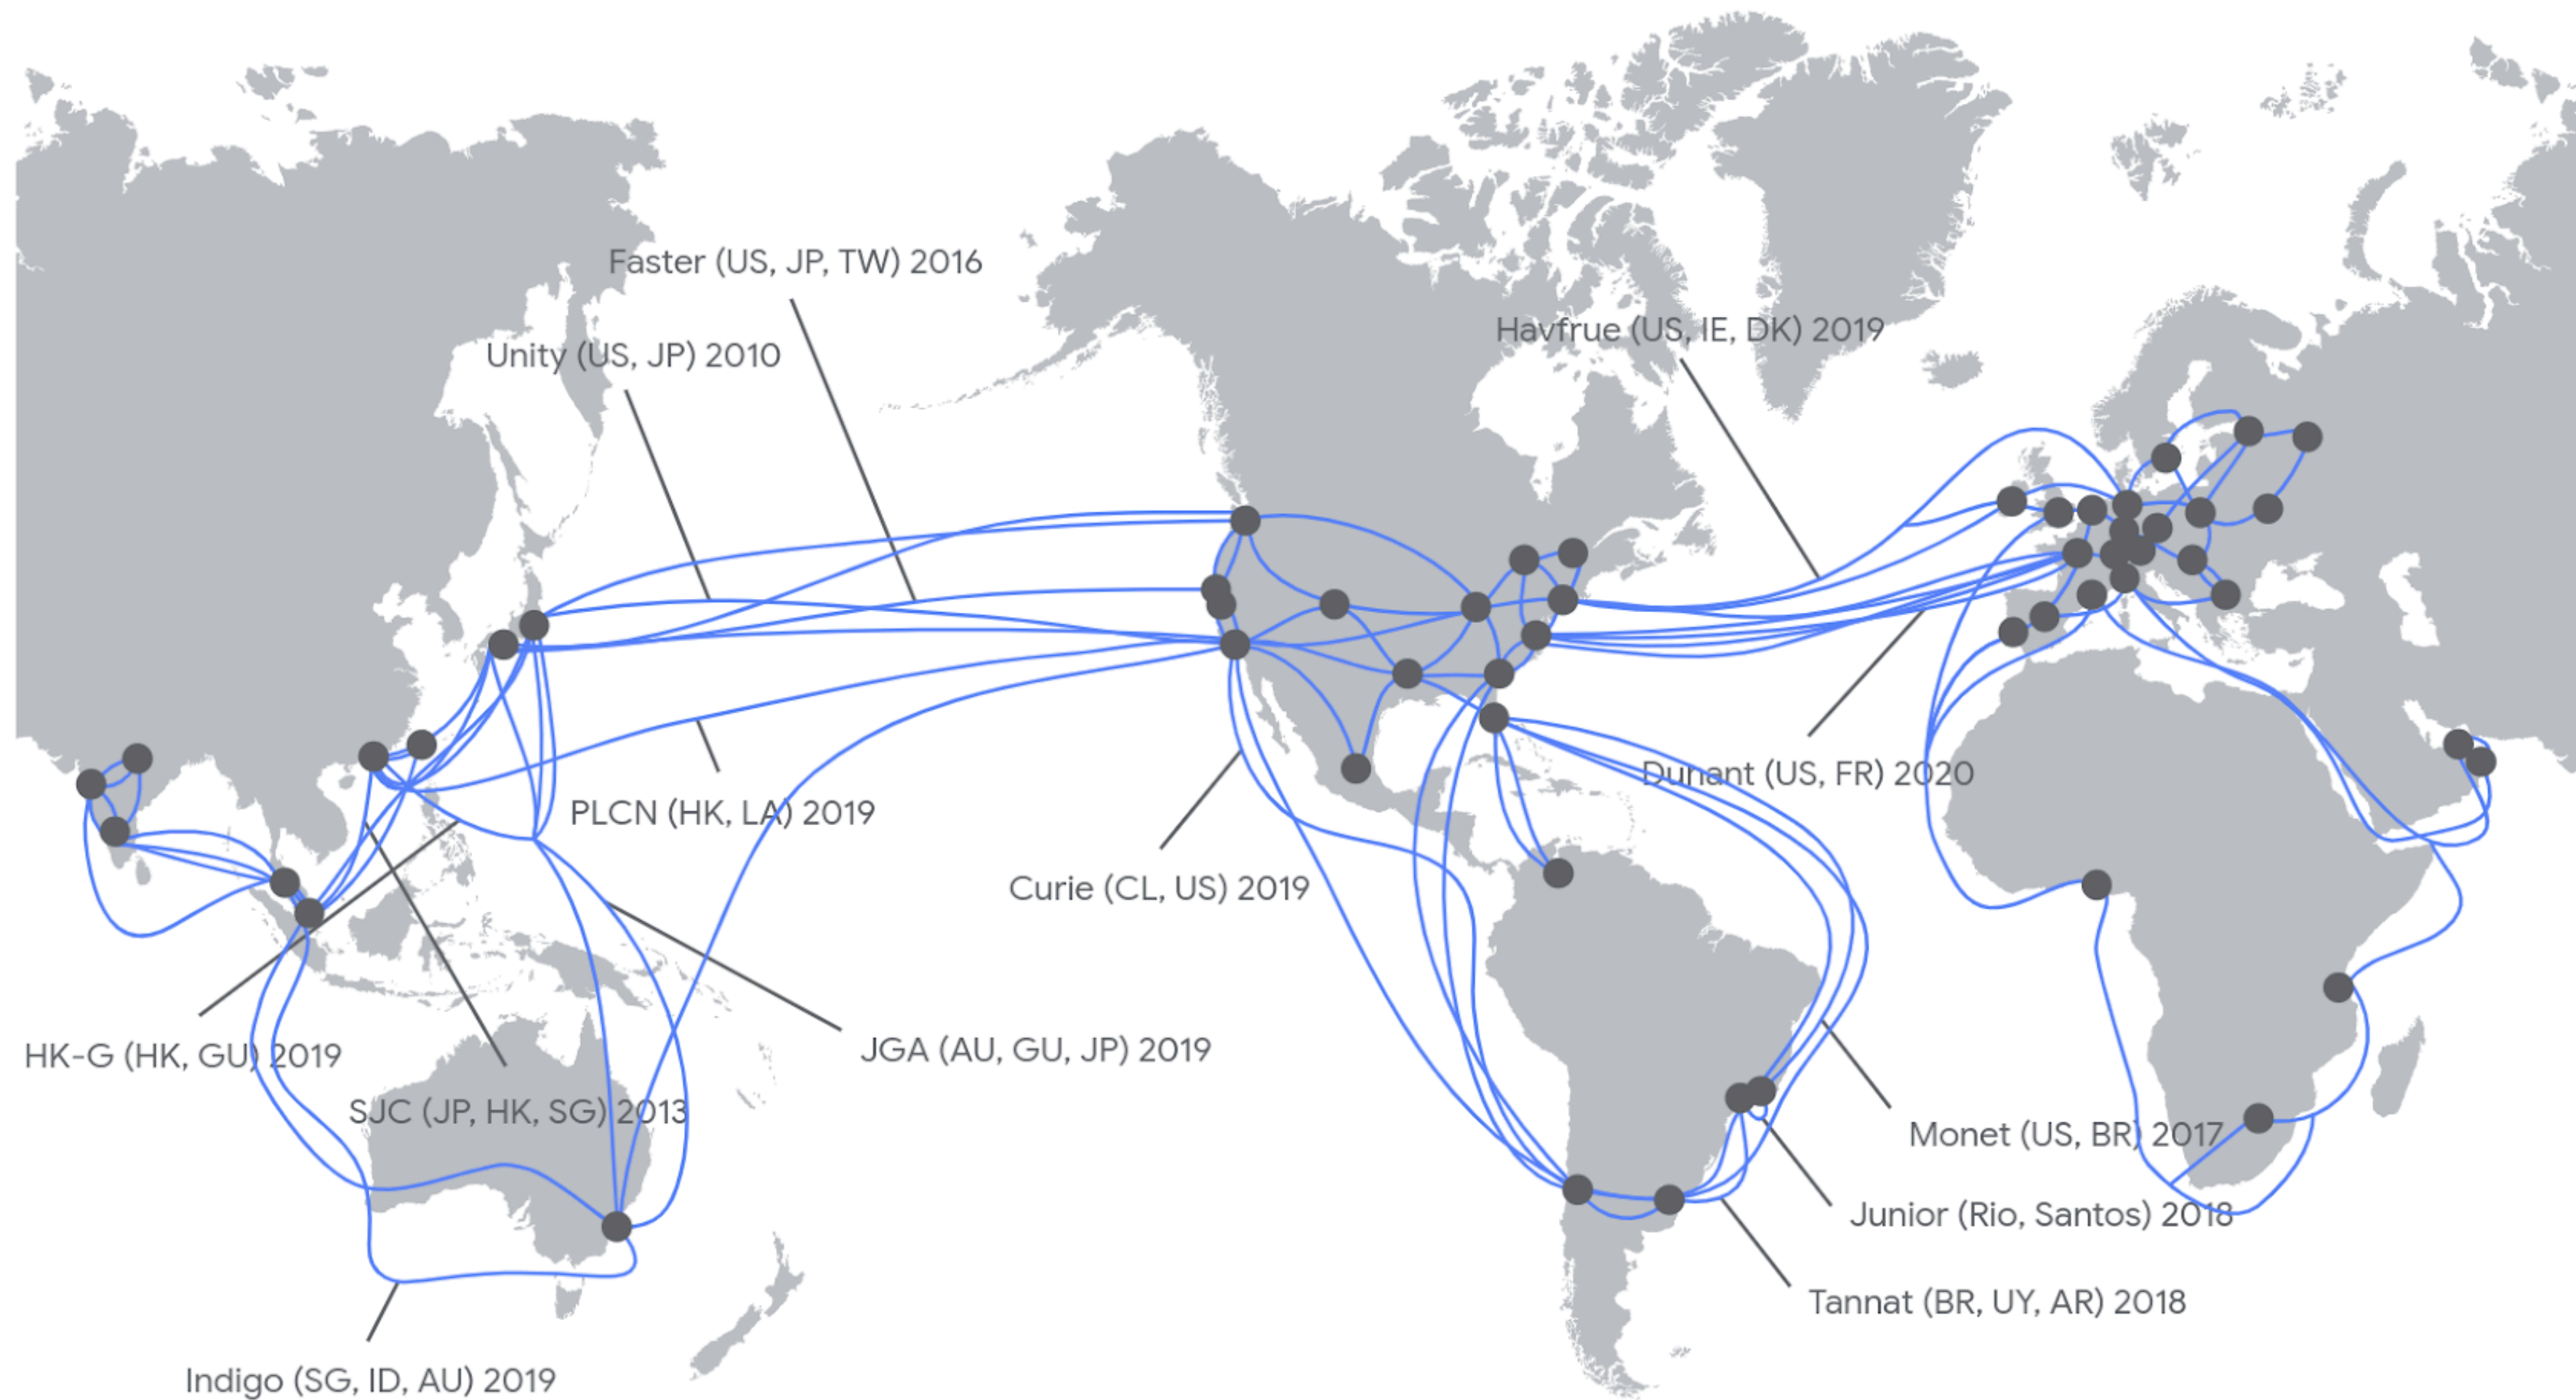 Faster (US, JP, TW) 2016
Havfrue (US, IE, DK) 2019
Unity (US, JP) 2010
Dunant (US, FR) 2020
PLCN (HK, LA) 2019
Curie (CL, US) 2019
HK-G (HK, GU) 2019
JGA (AU, GU, JP) 2019
SJC (JP, HK, SG) 2013
Monet (US, BR) 2017
Junior (Rio, Santos) 2018
Tannat (BR, UY, AR) 2018
Indigo (SG, ID, AU) 2019